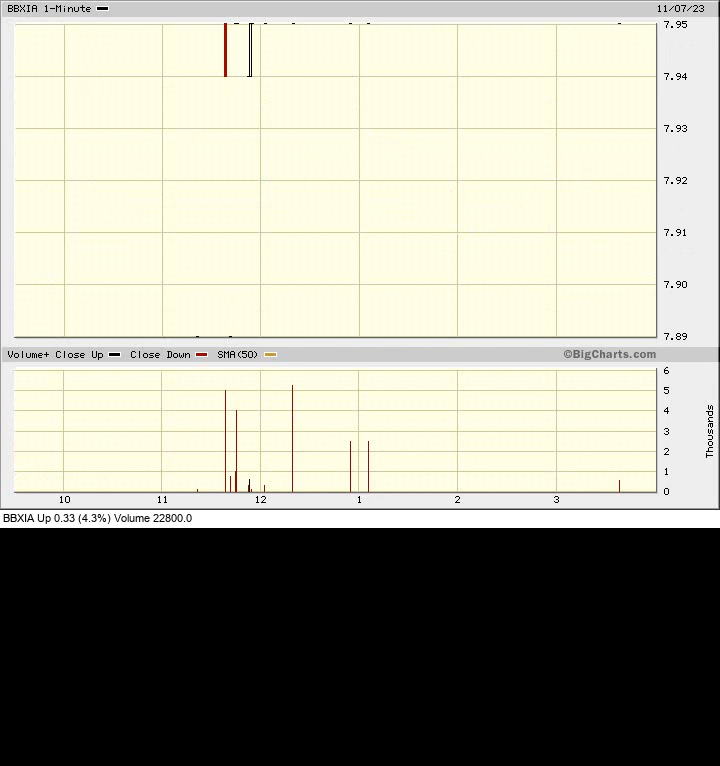 BBXIA 1-Minute 11/07/23
7.95
7.94
7.93
7.92
7.91
7.90
7.89
Volume+ Close Up Close Down SMA(50) ©BigCharts.com
6
5
4
3
2
1
0
Thousands
10 11 12 1 2 3
BBXIA Up 0.33 (4.3%) Volume 22800.0